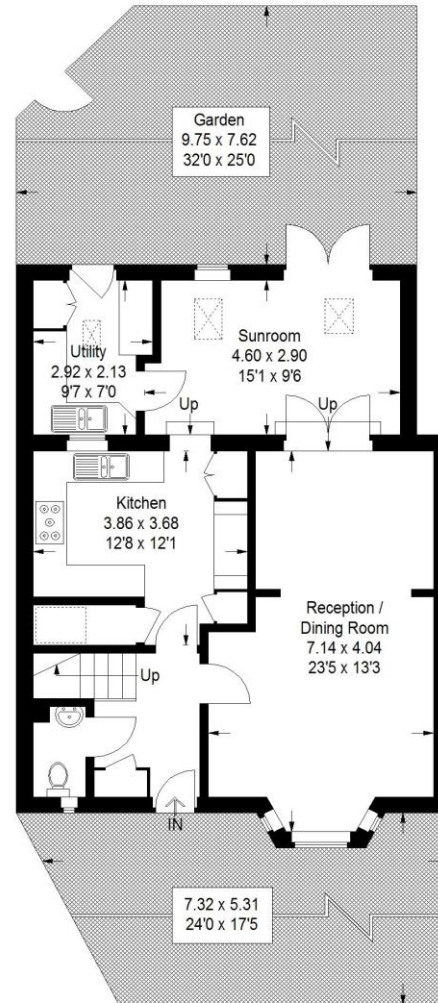 Garden
9.75 x 7.62
32'0 x 25'0
Utility
2.92 x 2.13
9'7 x 7'0
Sunroom
4.60 x 2.90
15'1 x 9'6
Up
Up
Kitchen
3.86 x 3.68
12'8 x 12'1
Reception /
Dining Room
7.14 x 4.04
23'5 x 13'3
Up
IN
7.32 x 5.31
24'0 x 17'5